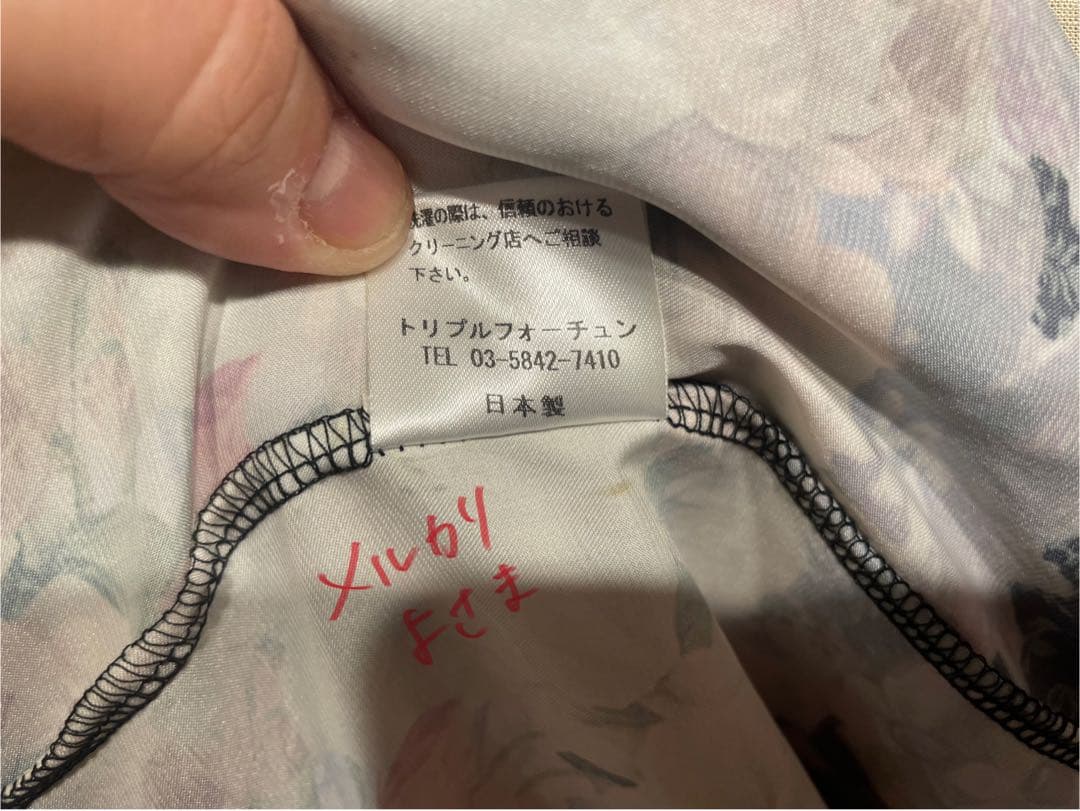 洗濯の際は、信頼のおける
クリーニング店へご相談
下さい。
トリプルフォーチュン
TEL 03-5842-7410
日本製
メルカリ
よさま